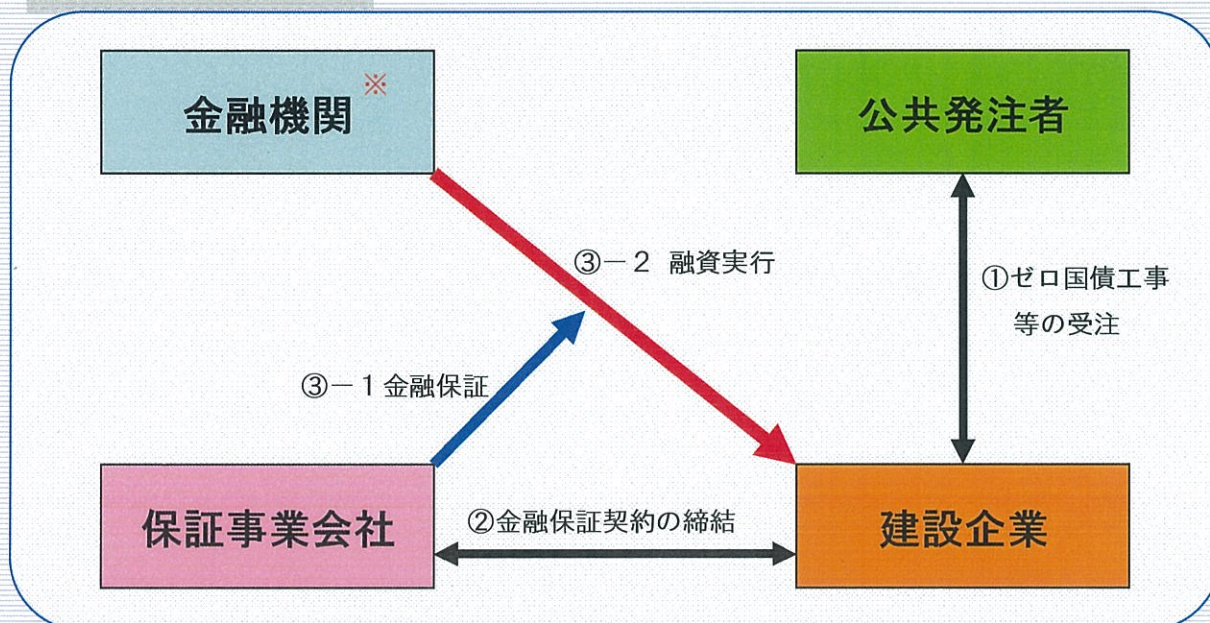 金融機関※
公共発注者
③－2 融資実行
①ゼロ国債工事
等の受注
③－1金融保証
保証事業会社
②金融保証契約の締結
建設企業